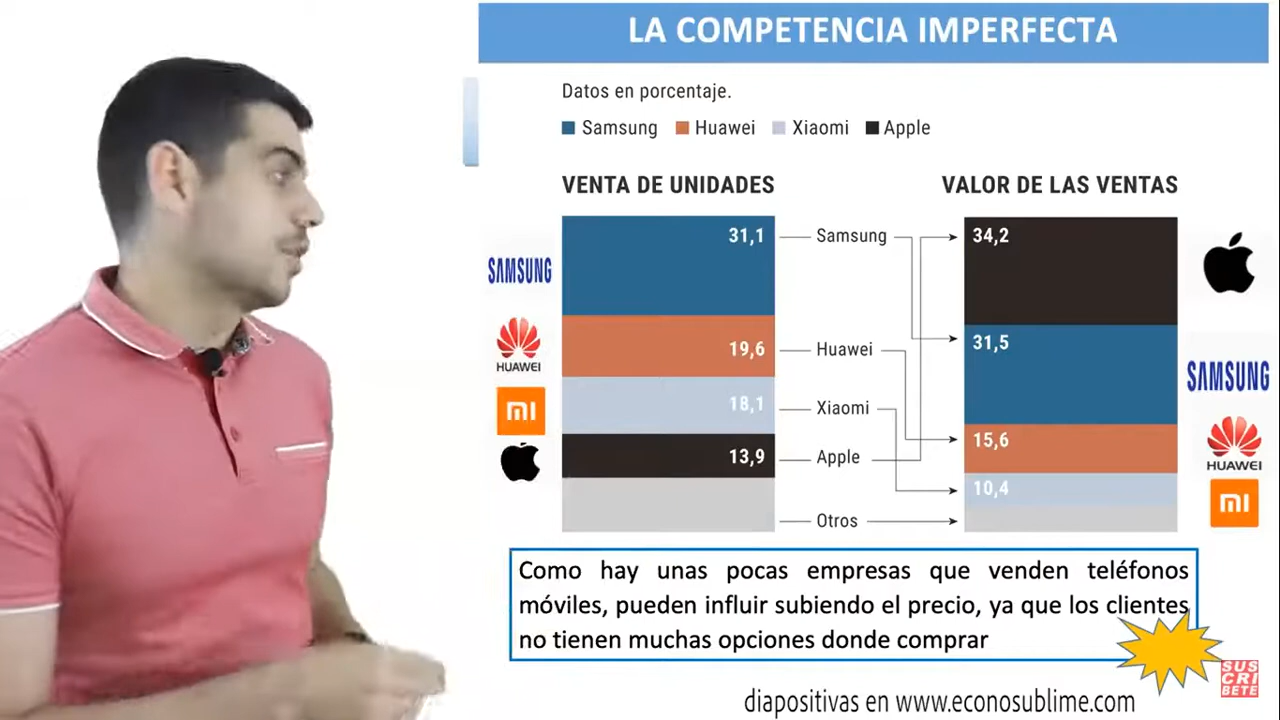 LA COMPETENCIA IMPERFECTA
Datos en porcentaje.
Samsung Huawei Xiaomi Apple
VENTA DE UNIDADES
VALOR DE LAS VENTAS
31,1
Samsung
34,2
SAMSUNG
31,5
SAMSUNG
HUAWEI
19,6
Huawei
mi
18,1
Xiaomi
15,6
HUAWEI
13,9
Apple
10,4
mi
Otros
Como hay unas pocas empresas que venden teléfonos
móviles, pueden influir subiendo el precio, ya que los clientes
no tienen muchas opciones donde comprar
SUS
CRI
BETE
diapositivas en www.econosublime.com